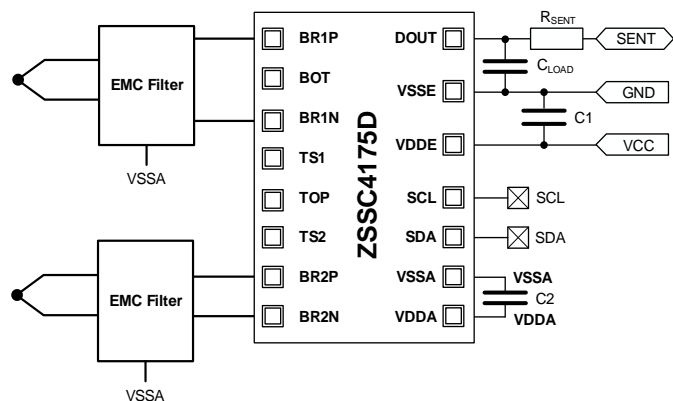 EMC Filter
VSSA
EMC Filter
VSSA
ZSSC4175D
BR1P
BOT
BR1N
TS1
TOP
TS2
BR2P
BR2N
DOUT
VSSE
VDDE
SCL
SDA
VSSA
VDDA
RSENT
SENT
CLOAD
GND
C1
VCC
SCL
SDA
VSSA
C2
VDDA